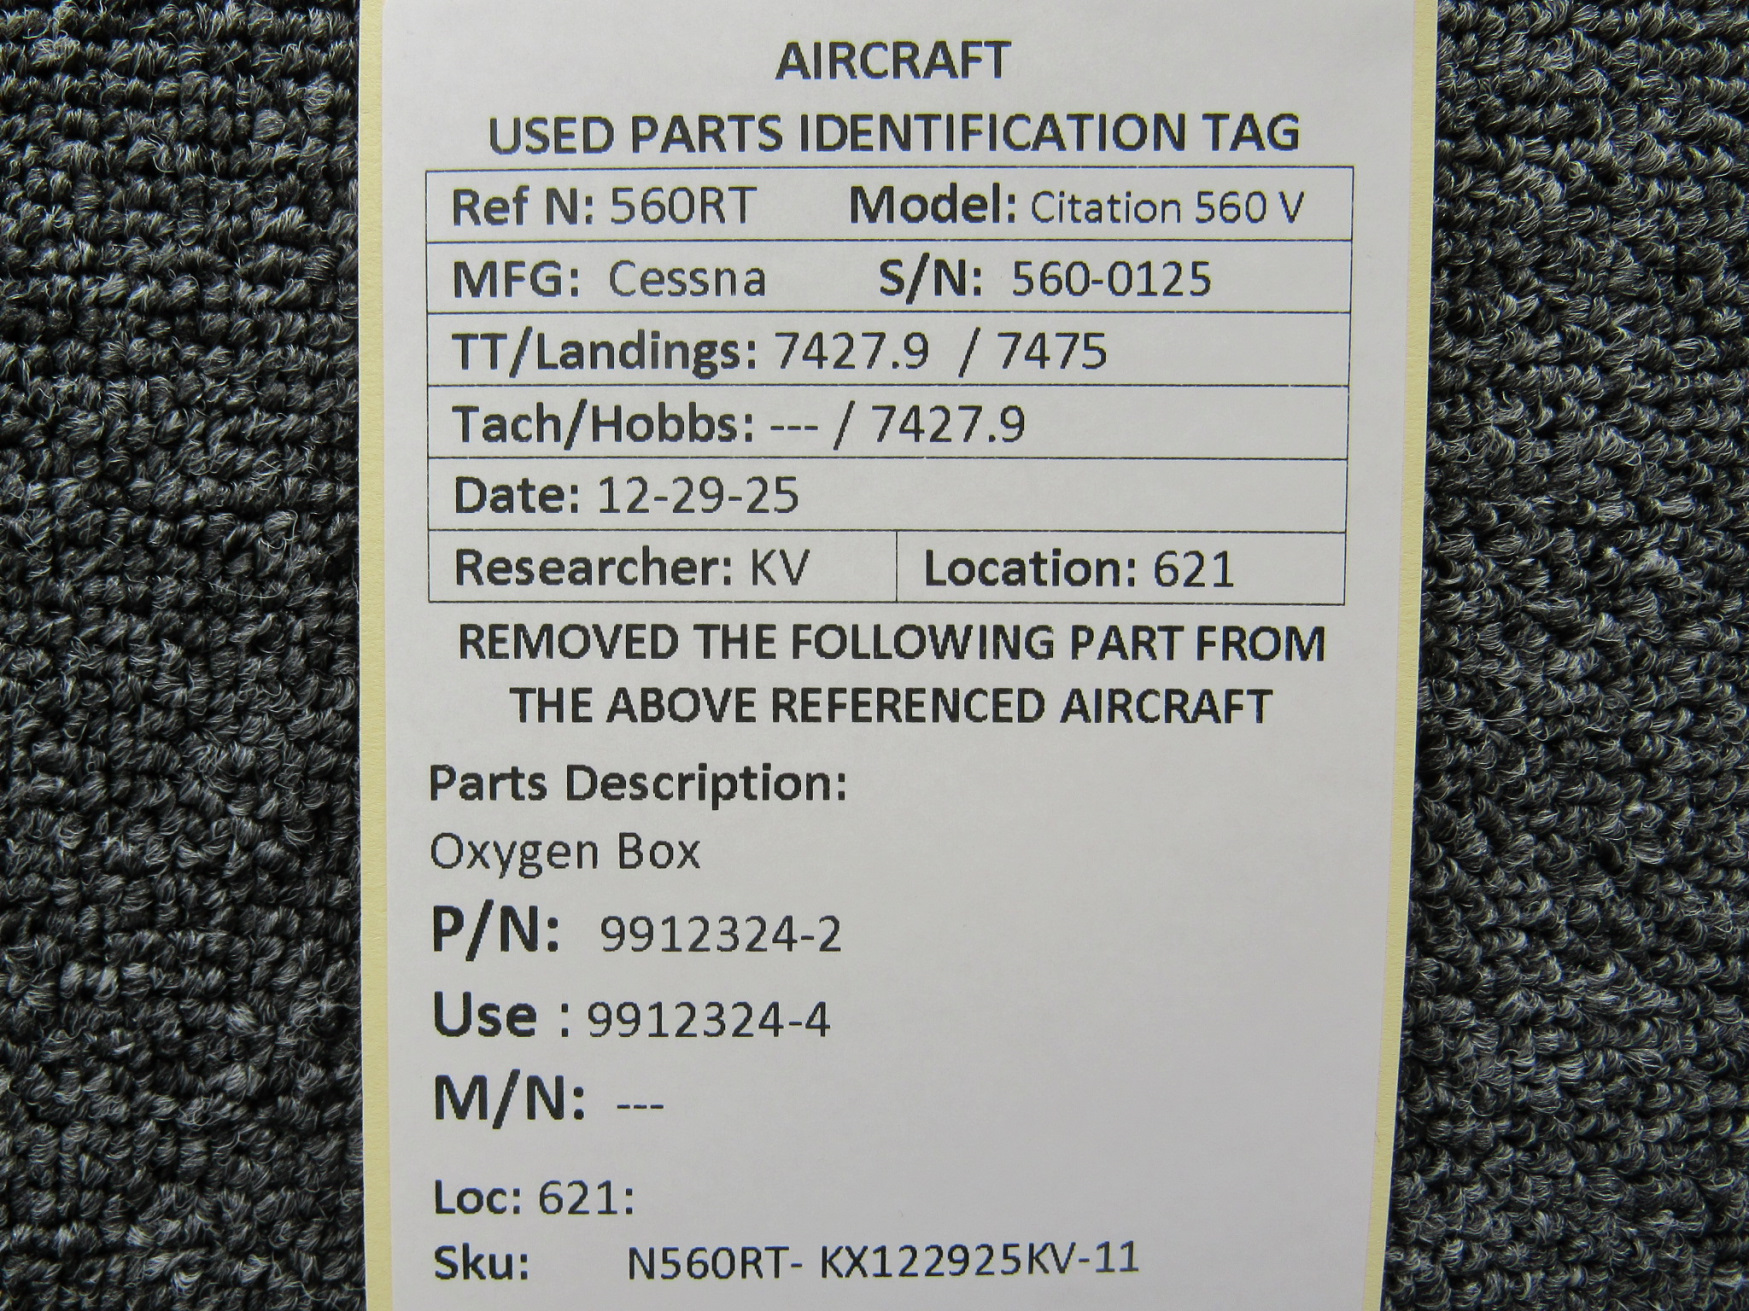 AIRCRAFT
USED PARTS IDENTIFICATION TAG
Ref N: 560RT Model: Citation 560 V
MFG: Cessna S/N: 560-0125
TT/Landings: 7427.9 / 7475
Tach/Hobbs: --- / 7427.9
Date: 12-29-25
Researcher: KV Location: 621
REMOVED THE FOLLOWING PART FROM
THE ABOVE REFERENCED AIRCRAFT
Parts Description:
Oxygen Box
P/N: 9912324-2
Use : 9912324-4
M/N: ---
Loc: 621:
Sku: N560RT- KX122925KV-11